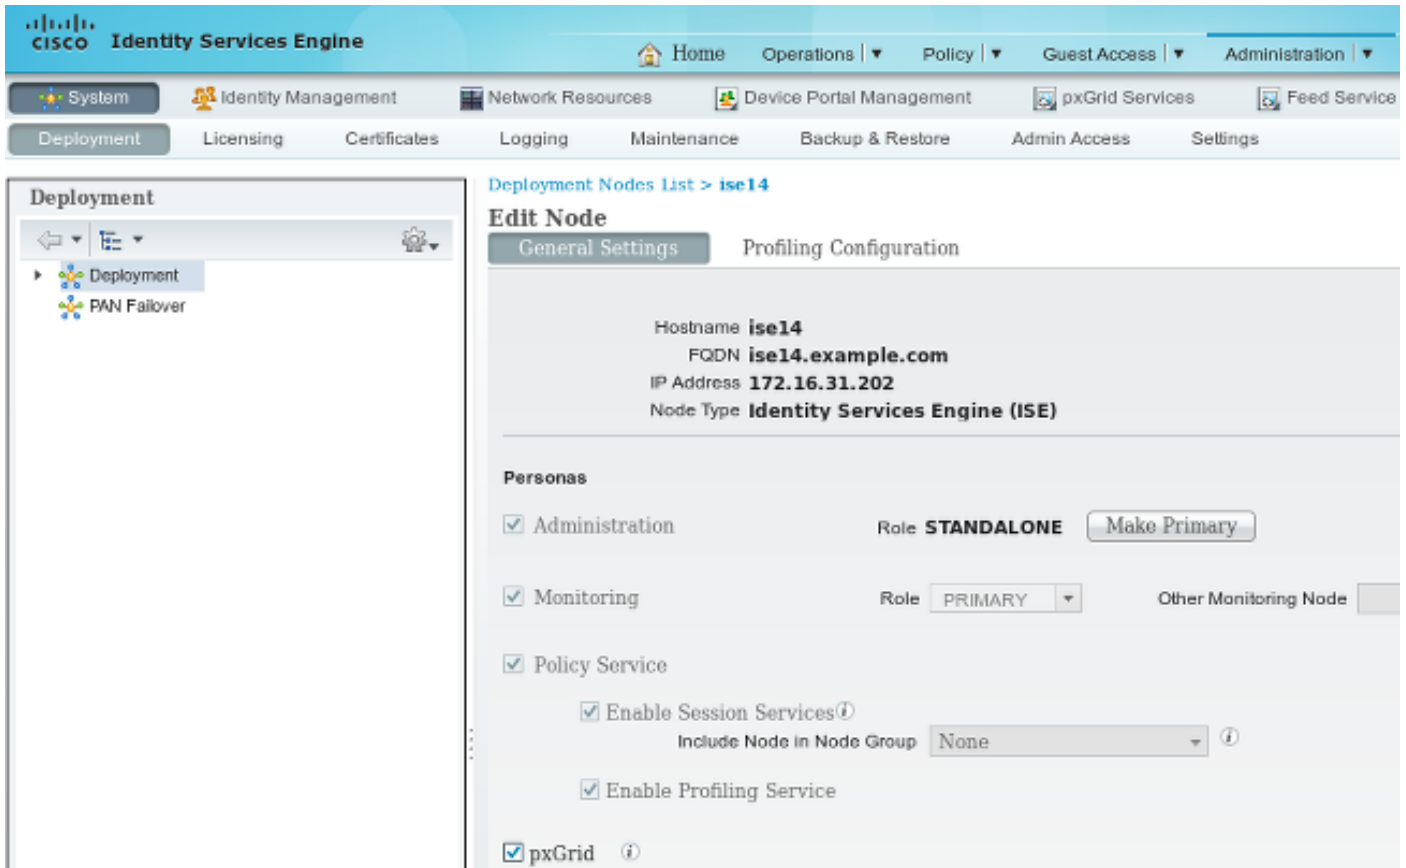 CISCO Identity Services Engine
Home Operations | ▼ Policy | ▼ Guest Access | ▼ Administration | ▼
System Identity Management Network Resources Device Portal Management pxGrid Services Feed Service
Deployment Licensing Certificates Logging Maintenance Backup & Restore Admin Access Settings
Deployment
Deployment
PAN Failover
Deployment Nodes List > ise14
Edit Node
General Settings Profiling Configuration
Hostname ise14
FQDN ise14.example.com
IP Address 172.16.31.202
Node Type Identity Services Engine (ISE)
Personas
Administration Role STANDALONE Make Primary
Monitoring Role PRIMARY Other Monitoring Node
Policy Service
Enable Session Services
Include Node in Node Group None
Enable Profiling Service
pxGrid